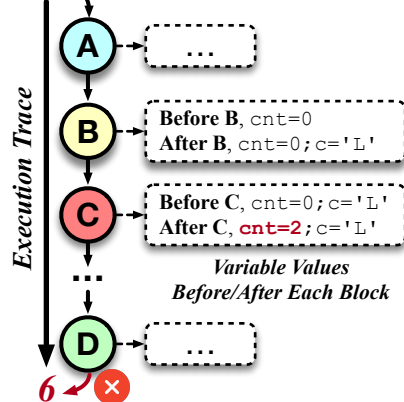 Execution Trace
A
...
B
Before B, cnt=0
After B, cnt=0;c='L'
C
Before C, cnt=0;c='L'
After C, cnt=2;c='L'
...
Variable Values
Before/After Each Block
D
...
6